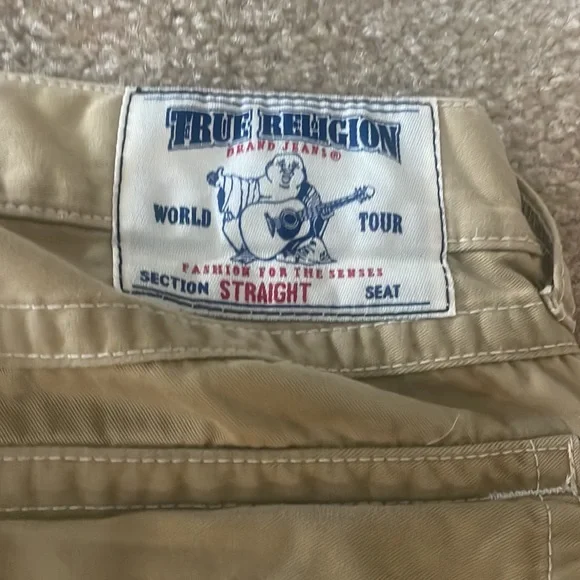 TRUE RELIGION
BRAND JEANS®
WORLD TOUR
FASHION FOR THE SENSES
SECTION STRAIGHT SEAT